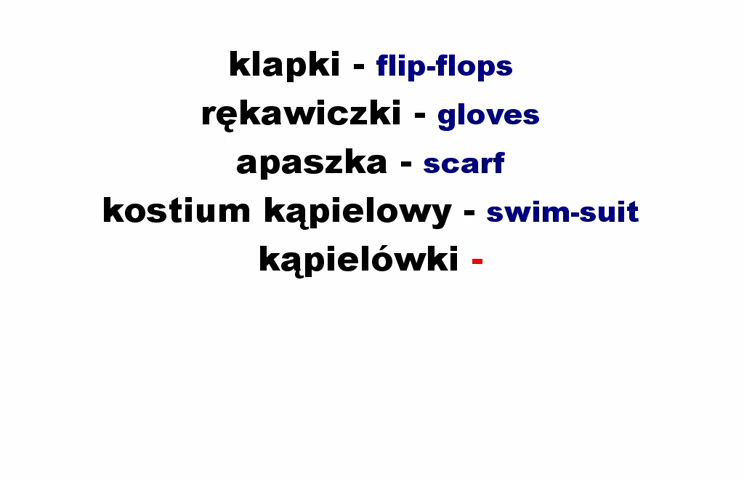 klapki - flip-flops
rękawiczki - gloves
apaszka - scarf
kostium kąpielowy - swim-suit
kąpielówki -